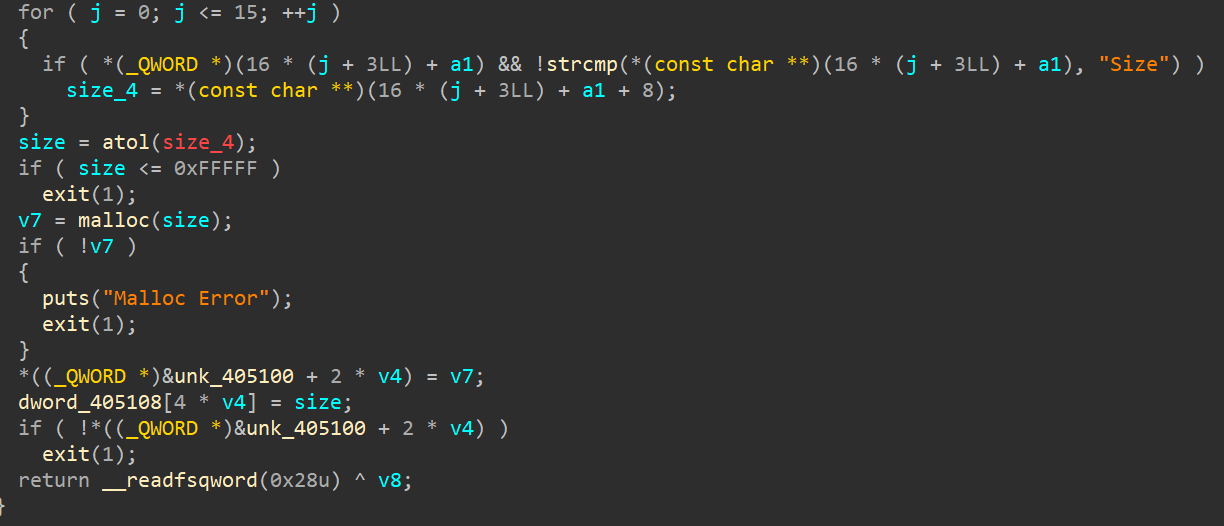 for ( j = 0; j <= 15; ++j )
{
if ( *(_QWORD *)(16 * (j + 3LL) + a1) && !strcmp(*(const char **)(16 * (j + 3LL) + a1), "Size") )
size_4 = *(const char **)(16 * (j + 3LL) + a1 + 8);
}
size = atol(size_4);
if ( size <= 0xFFFFF )
exit(1);
v7 = malloc(size);
if ( !v7 )
{
puts("Malloc Error");
exit(1);
}
*((_QWORD *)&unk_405100 + 2 * v4) = v7;
dword_405108[4 * v4] = size;
if ( !*((_QWORD *)&unk_405100 + 2 * v4) )
exit(1);
return __readfsqword(0x28u) ^ v8;
}